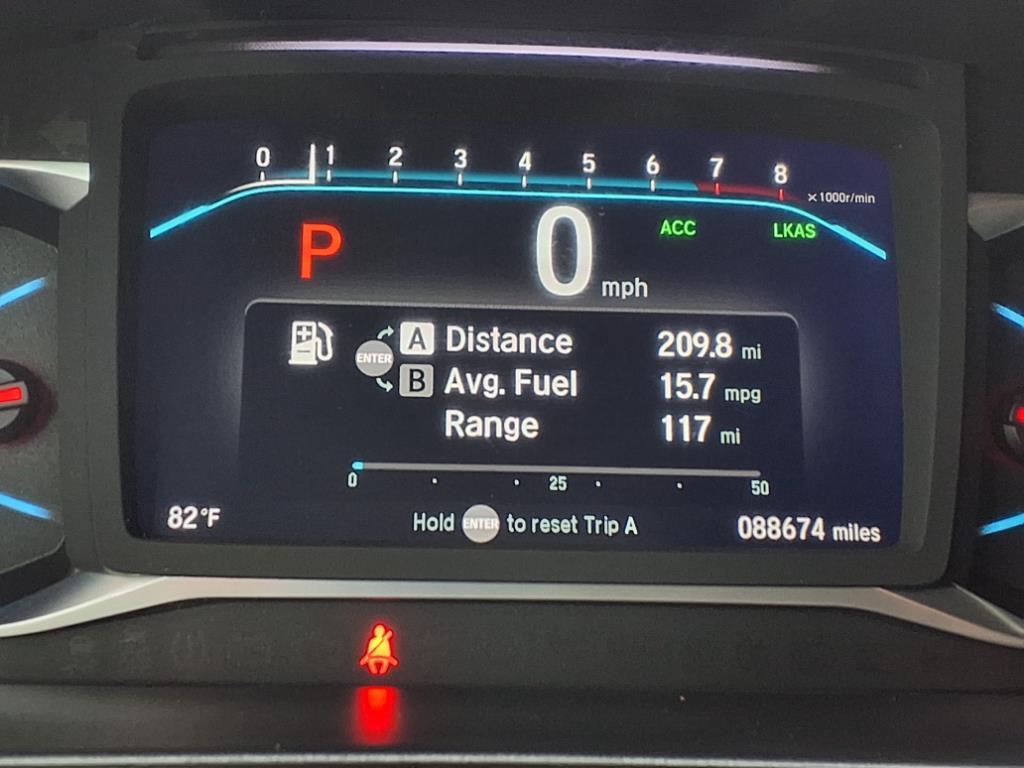 0 1 2 3 4 5 6 7 8
x1000r/min
P 0 mph ACC LKAS
A Distance 209.8 mi
ENTER
B Avg. Fuel 15.7 mpg
Range 117 mi
0 25 50
82°F Hold ENTER to reset Trip A 088674 miles